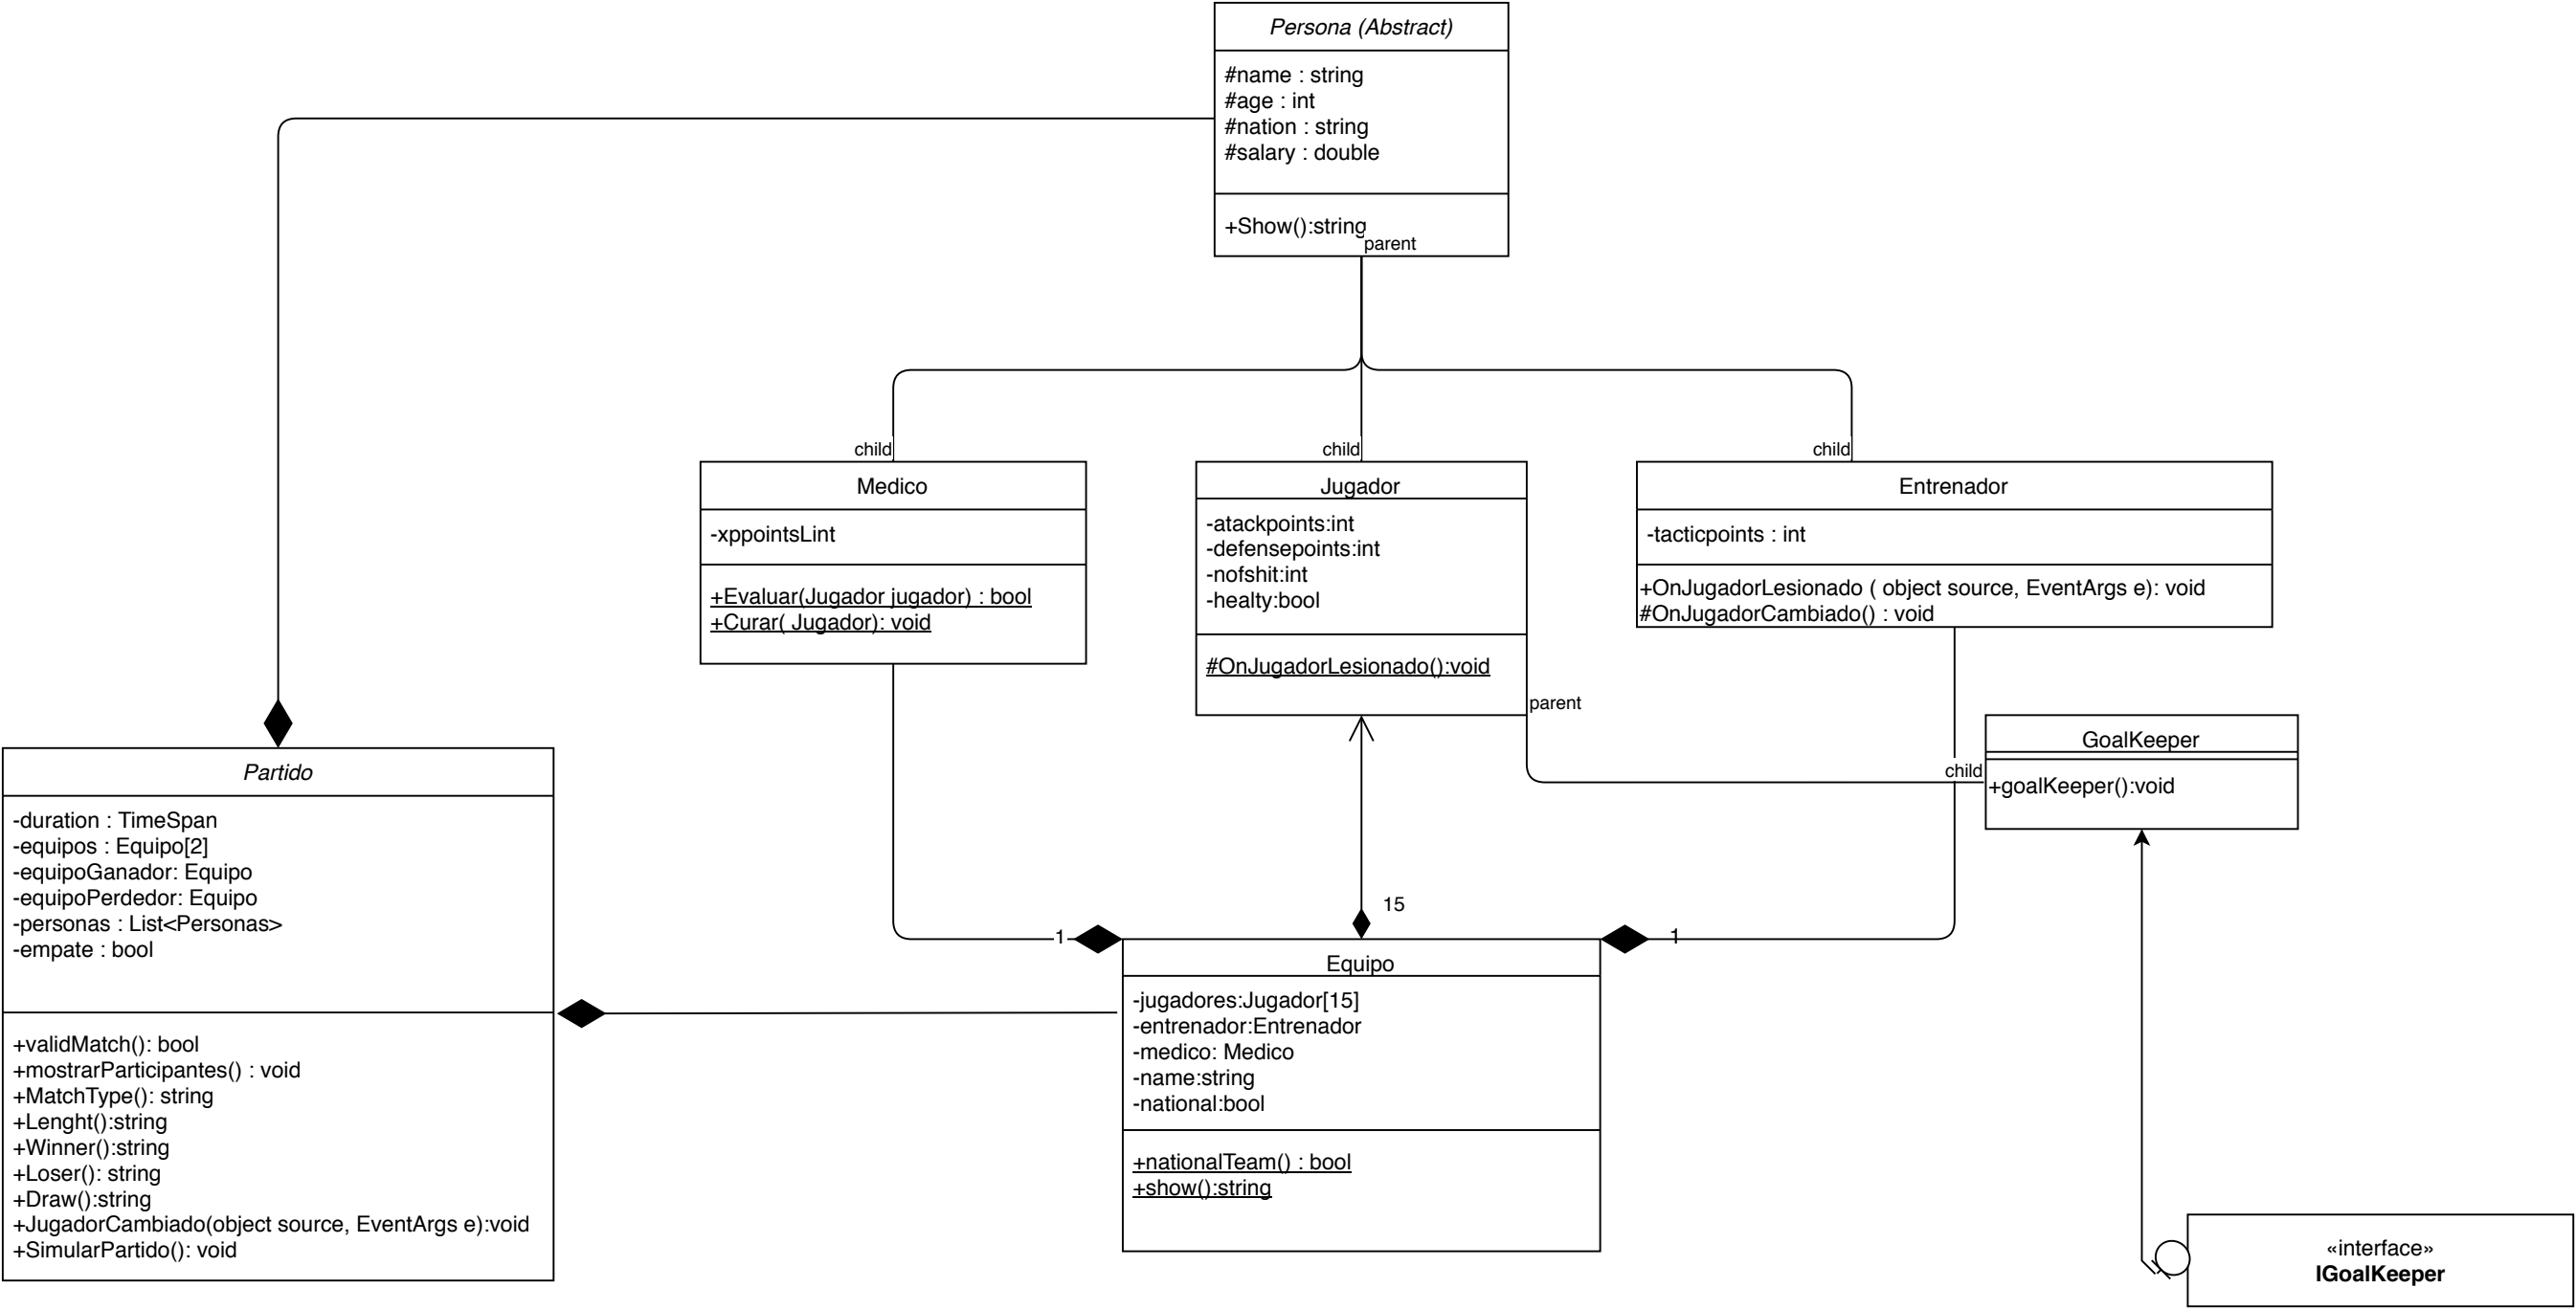 Persona (Abstract)
#name : string
#age : int
#nation : string
#salary : double
+Show():string
parent
child
child
child
Medico
-xppointsLint
+Evaluar(Jugador jugador) : bool
+Curar( Jugador): void
Jugador
-atackpoints:int
-defensepoints:int
-nofshit:int
-healty:bool
#OnJugadorLesionado():void
parent
Entrenador
-tacticpoints : int
+OnJugadorLesionado ( object source, EventArgs e): void
#OnJugadorCambiado() : void
GoalKeeper
child
+goalKeeper():void
Partido
-duration : TimeSpan
-equipos : Equipo[2]
-equipoGanador: Equipo
-equipoPerdedor: Equipo
-personas : List<Personas>
-empate : bool
+validMatch(): bool
+mostrarParticipantes() : void
+MatchType(): string
+Lenght():string
+Winner():string
+Loser(): string
+Draw():string
+JugadorCambiado(object source, EventArgs e):void
+SimularPartido(): void
15
1
1
Equipo
-jugadores:Jugador[15]
-entrenador:Entrenador
-medico: Medico
-name:string
-national:bool
+nationalTeam() : bool
+show():string
«interface»
IGoalKeeper